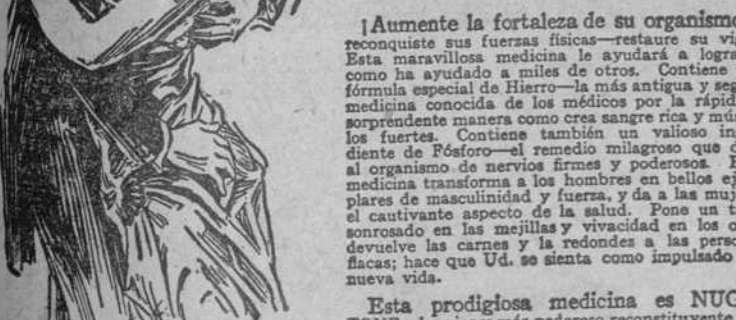 ¡Aumente la fortaleza de su organismo
reconquiste sus fuerzas físicas—restaure su vi
Esta maravillosa medicina le ayudará a logra
como ha ayudado a miles de otros. Contiene
fórmula especial de Hierro—la más antigua y seg
medicina conocida de los médicos por la rápid
sorprendente manera como crea sangre rica y mús
los fuertes. Contiene también un valioso in
diente de Fósforo—el remedio milagroso que d
al organismo de nervios firmes y poderosos. E
medicina transforma a los hombres en bellos ej
plares de masculinidad y fuerza, y da a las muj
el cautivante aspecto de la salud. Pone un t
sonrosado en las mejillas y vivacidad en los o
devuelve las carnes y la redondez a las perso
flacas; hace que Ud. se sienta como impulsado
nueva vida.
Esta prodigiosa medicina es NUG
más poderoso reconstituyente